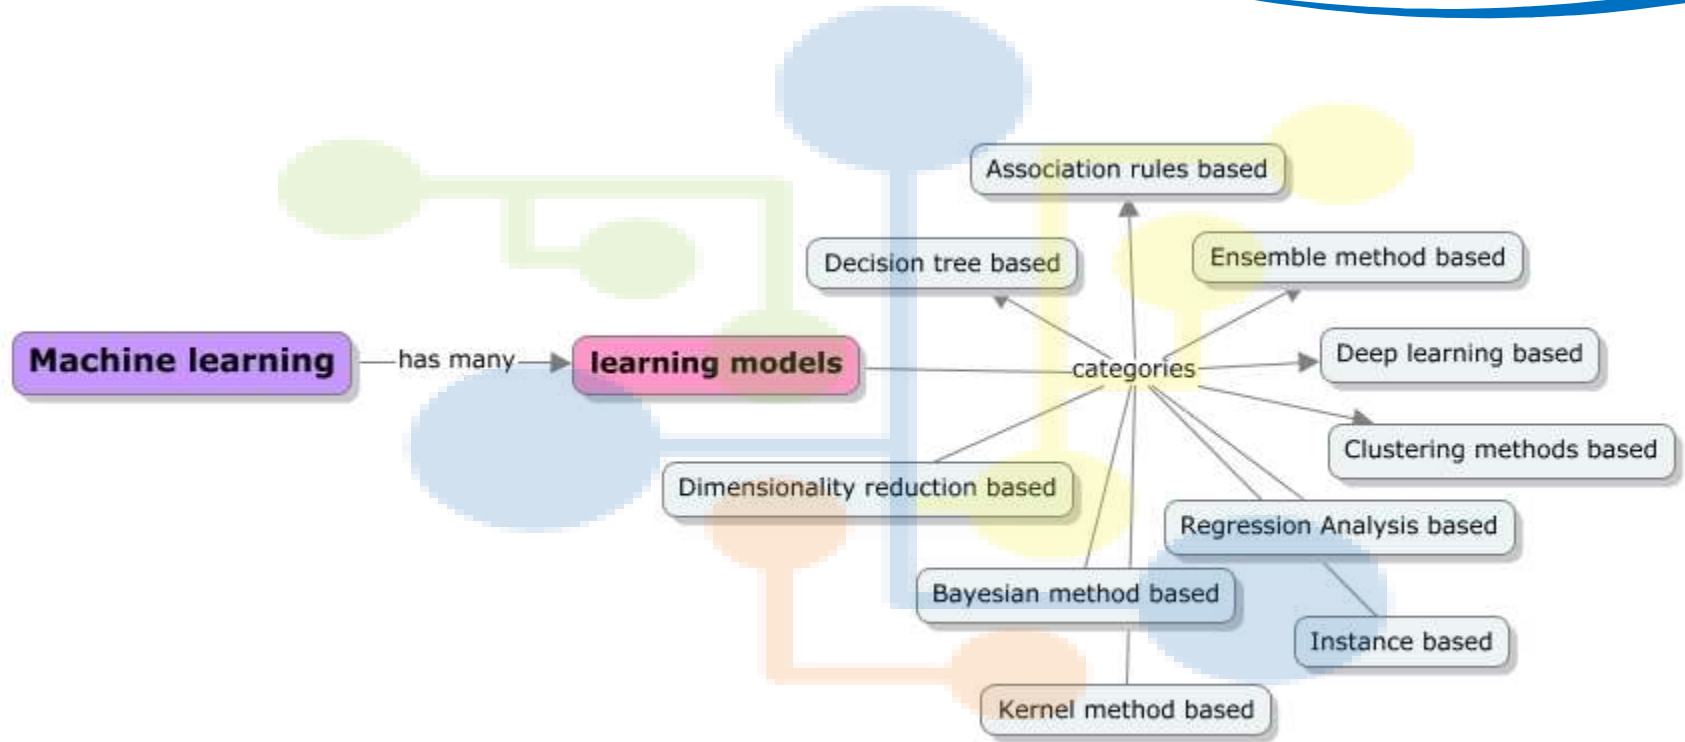 Association rules based
Decision tree based
Ensemble method based
Machine learning
has many
learning models
categories
Deep learning based
Clustering methods based
Dimensionality reduction based
Regression Analysis based
Bayesian method based
Instance based
Kernel method based